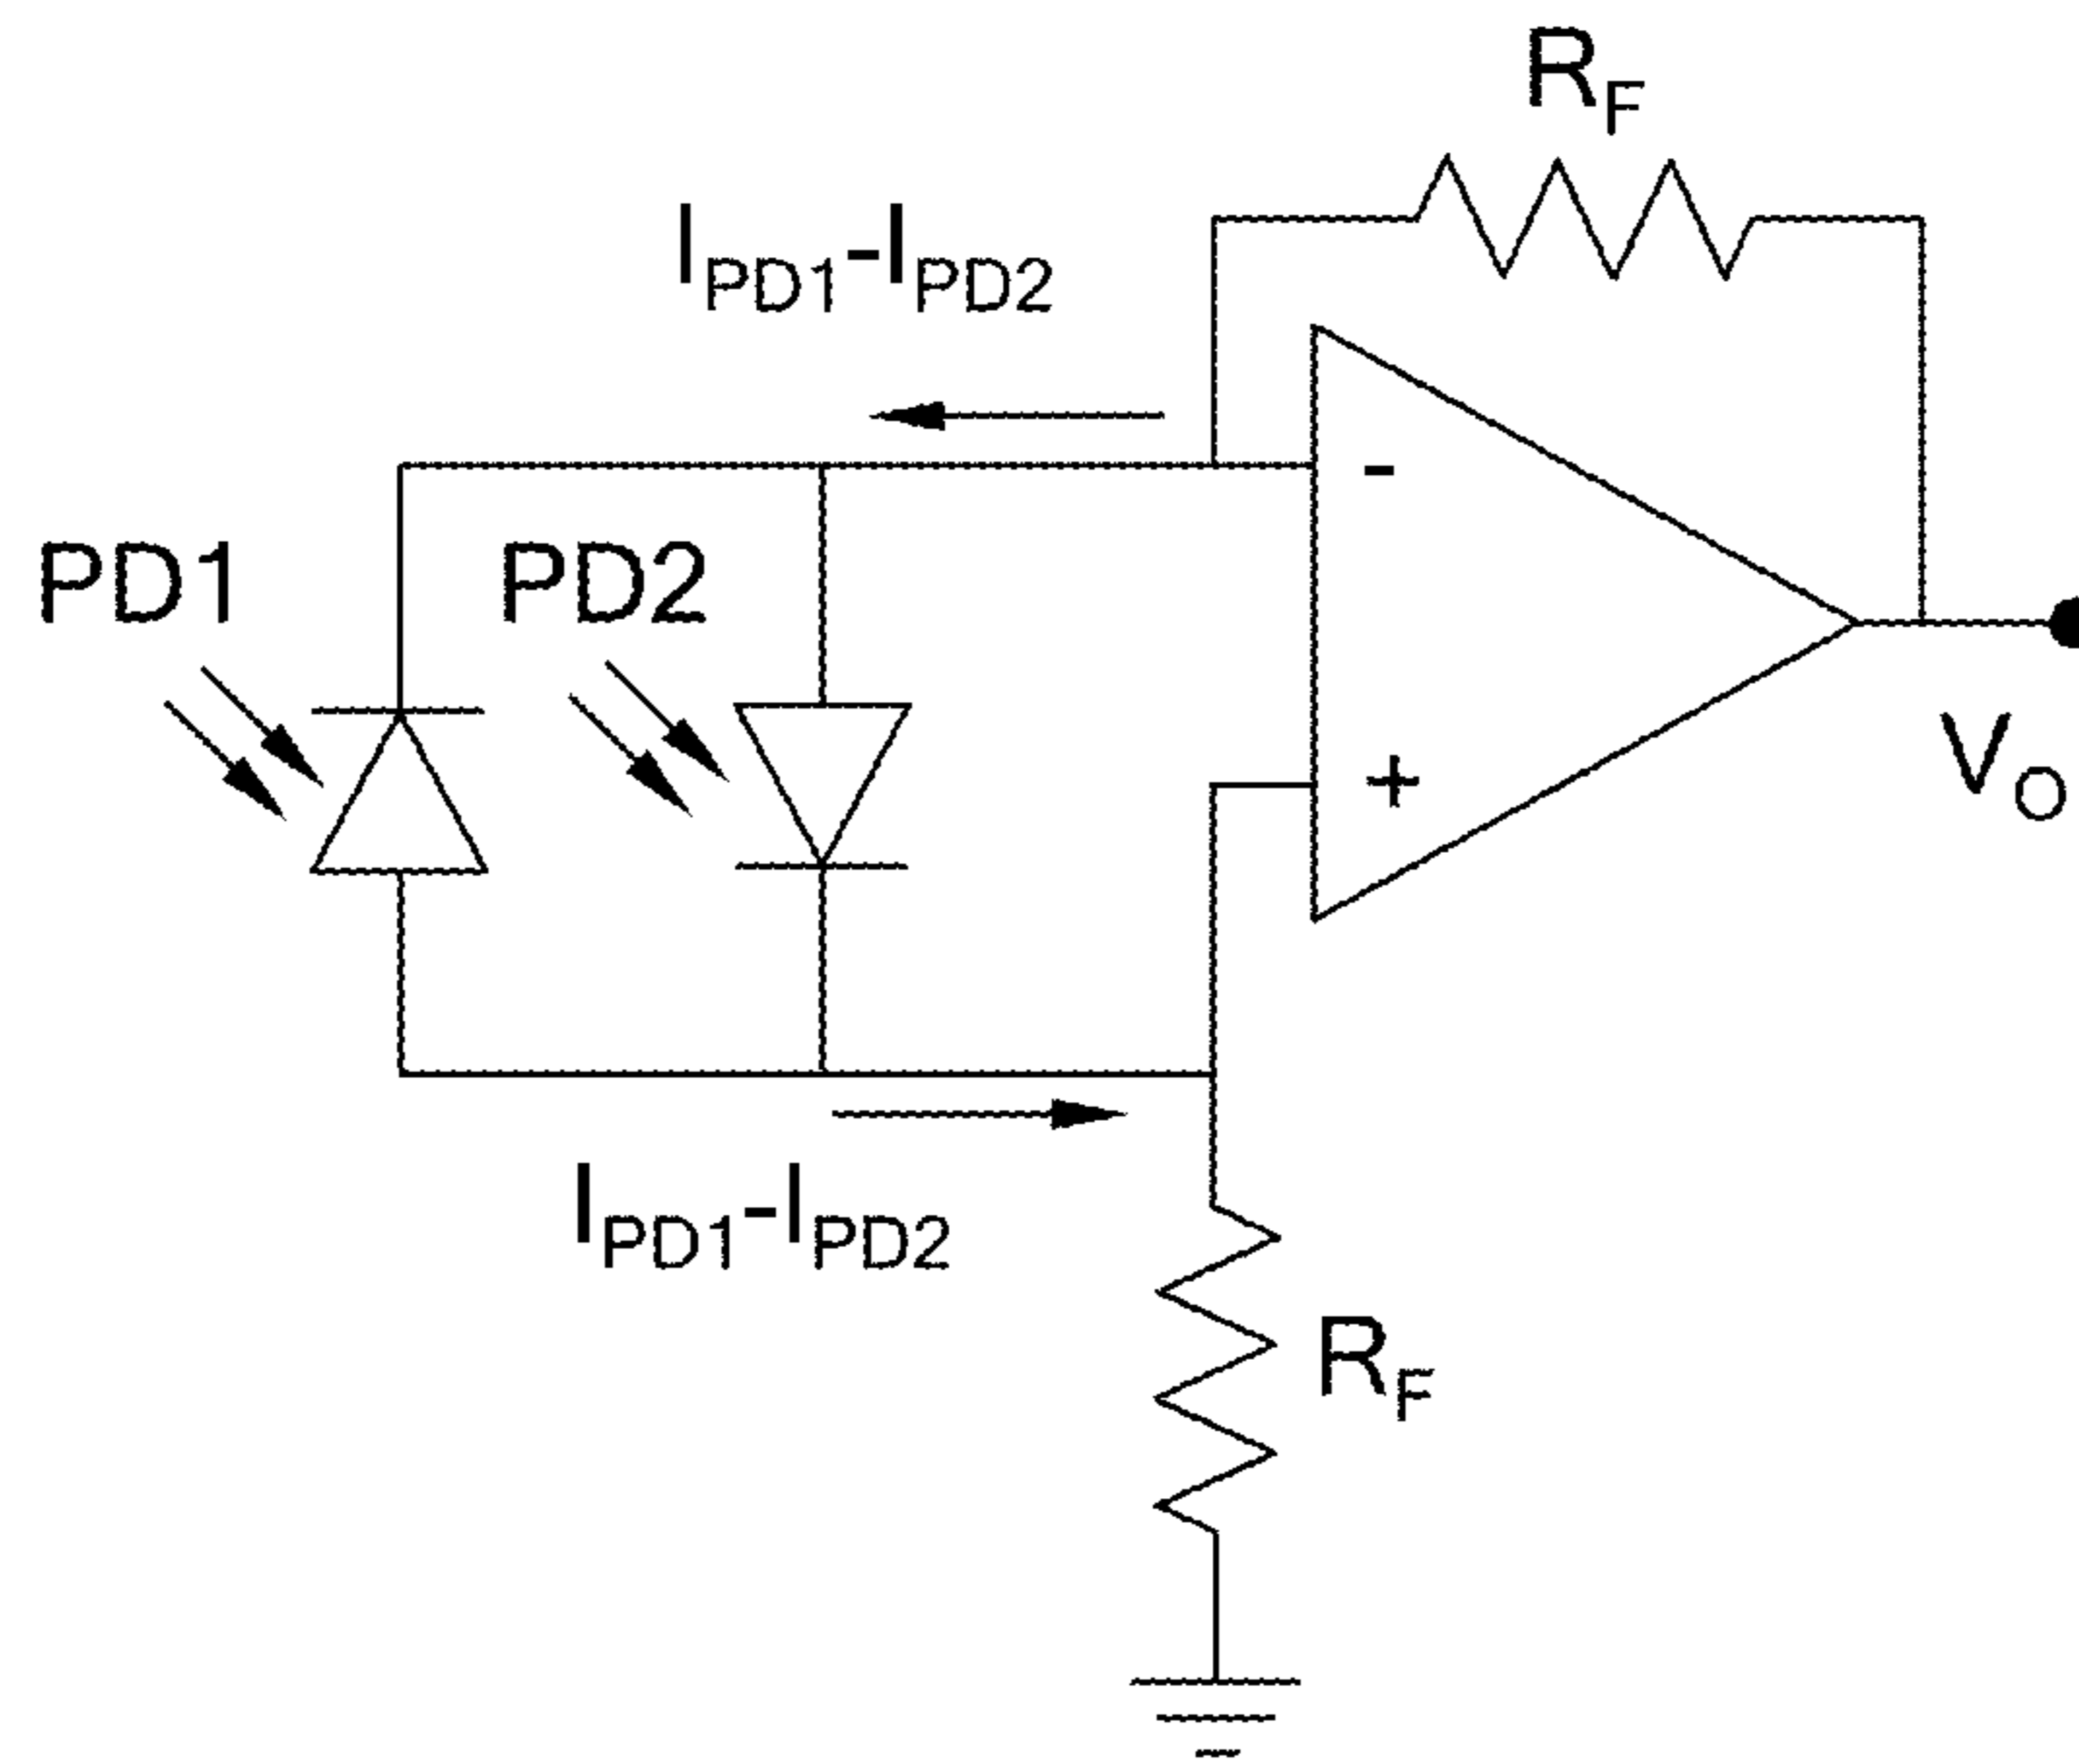 R_F
I_PD1-I_PD2
PD1
PD2
-
+
V_O
I_PD1-I_PD2
R_F